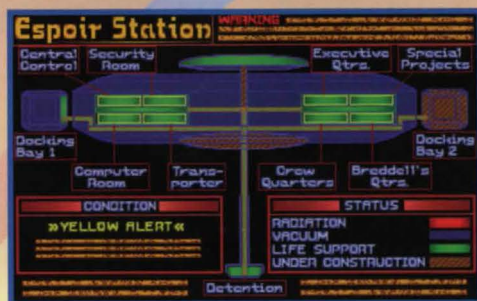 Espoir Station
WARNING
Central Control
Security Room
Executive Qtrs.
Special Projects
Docking Bay 1
Docking Bay 2
Computer Room
Trans-porter
Crew Quarters
Breddell's Qtrs.
CONDITION
»YELLOW ALERT«
STATUS
RADIATION
VACUUM
LIFE SUPPORT
UNDER CONSTRUCTION
Detention